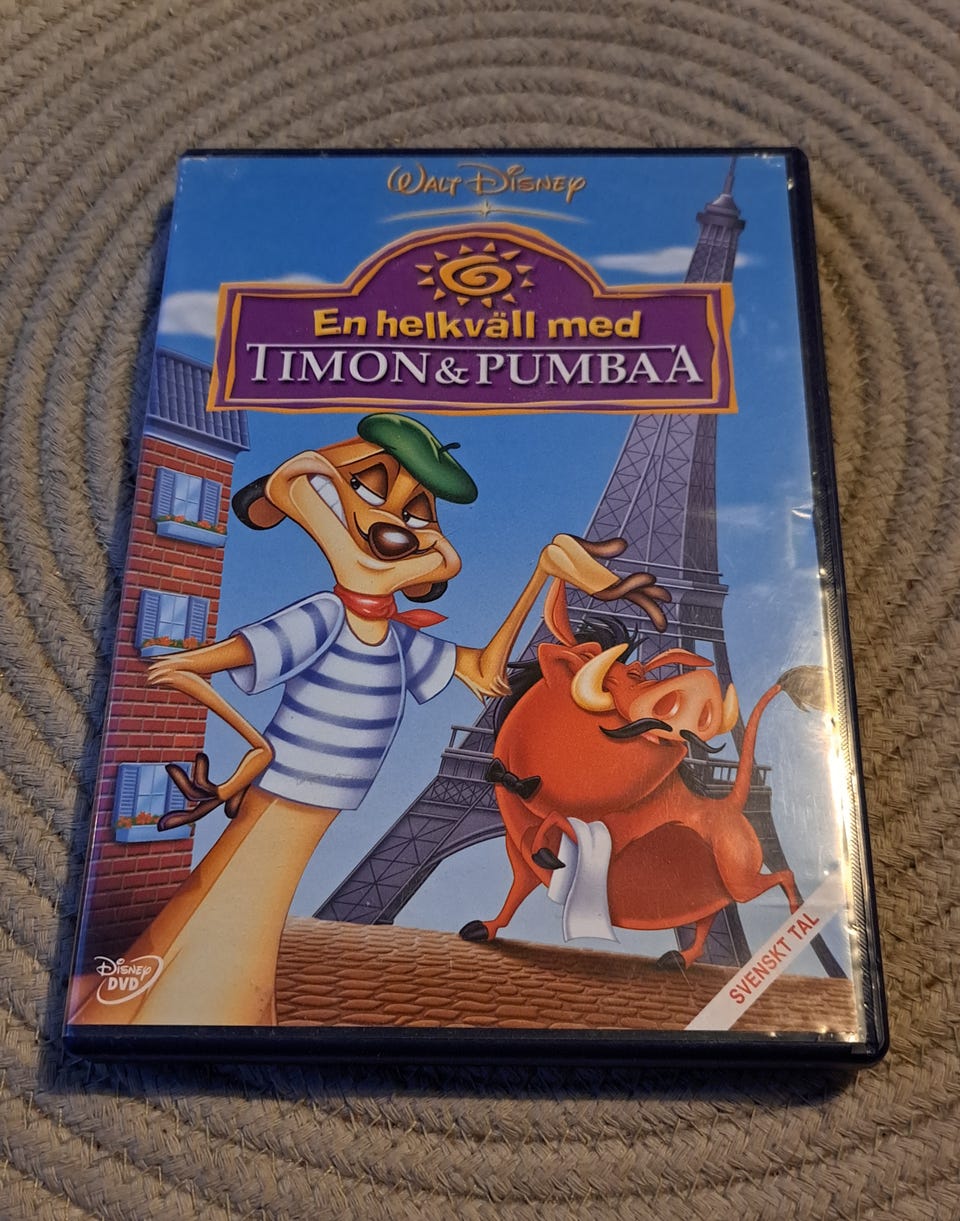 WALT DISNEY
En helkväll med
TIMON & PUMBAA
DISNEY
DVD
SVENSKT TAL